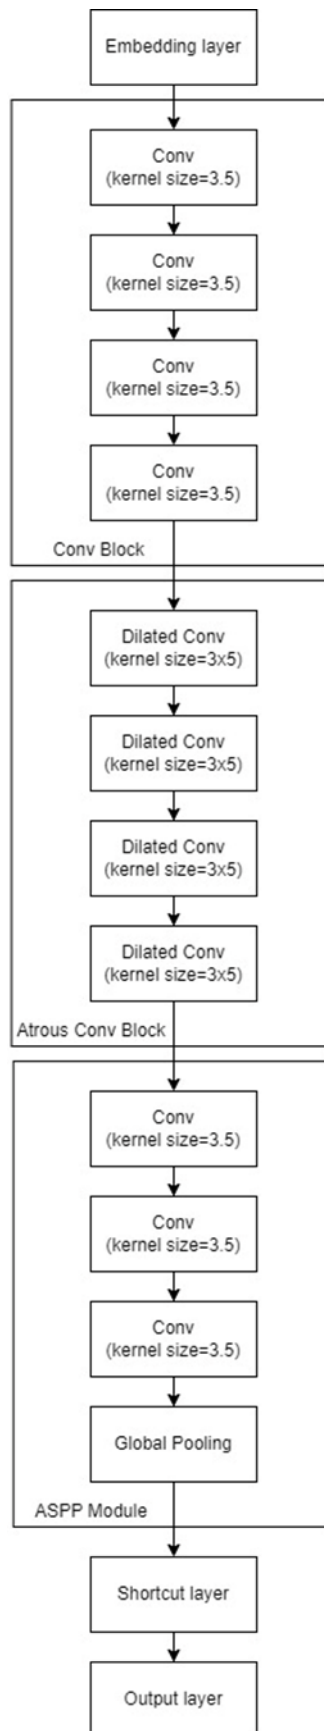 Embedding layer
Conv
(kernel size=3.5)
Conv
(kernel size=3.5)
Conv
(kernel size=3.5)
Conv
(kernel size=3.5)
Conv Block
Dilated Conv
(kernel size=3x5)
Dilated Conv
(kernel size=3x5)
Dilated Conv
(kernel size=3x5)
Dilated Conv
(kernel size=3x5)
Atrous Conv Block
Conv
(kernel size=3.5)
Conv
(kernel size=3.5)
Conv
(kernel size=3.5)
Global Pooling
ASPP Module
Shortcut layer
Output layer